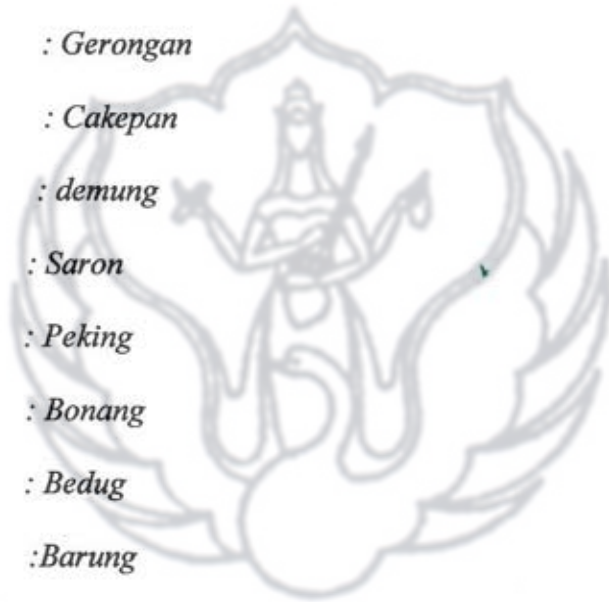 : Gerongan
: Cakepan
: demung
: Saron
: Peking
: Bonang
: Bedug
:Barung